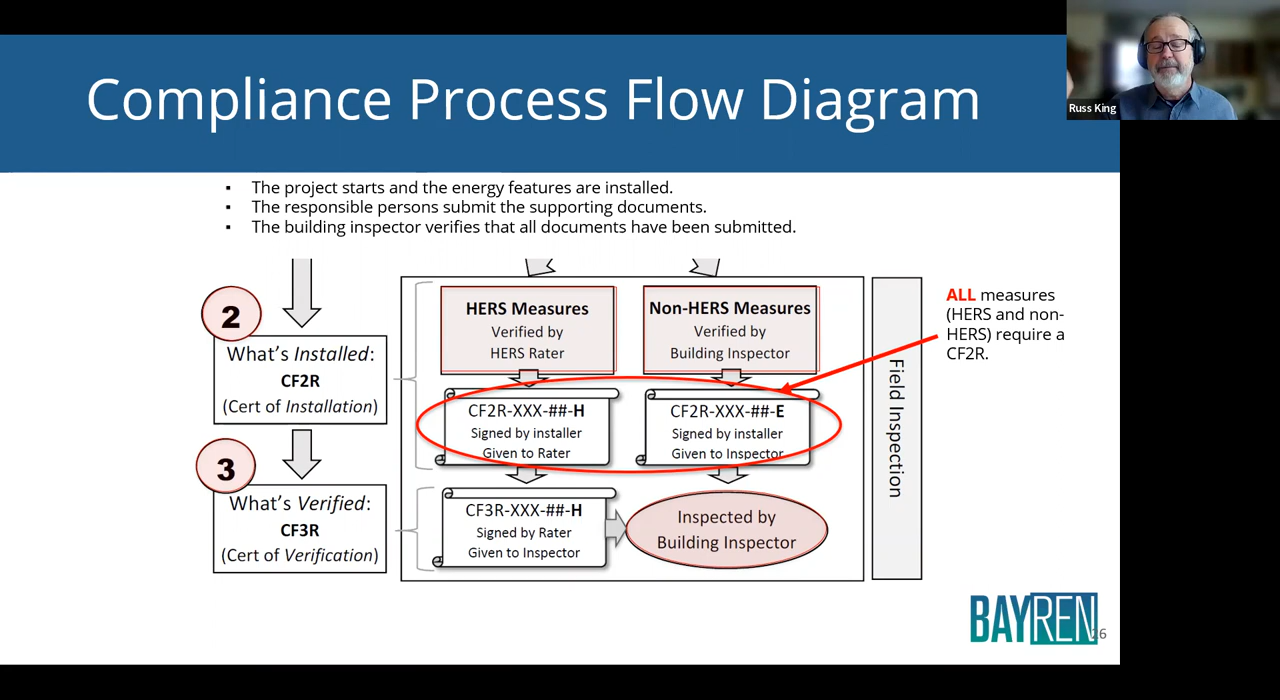 Compliance Process Flow Diagram
Russ King
▪ The project starts and the energy features are installed.
▪ The responsible persons submit the supporting documents.
▪ The building inspector verifies that all documents have been submitted.
2
What's Installed:
CF2R
(Cert of Installation)
3
What's Verified:
CF3R
(Cert of Verification)
HERS Measures
Verified by
HERS Rater
Non-HERS Measures
Verified by
Building Inspector
CF2R-XXX-##-H
Signed by installer
Given to Rater
CF2R-XXX-##-E
Signed by installer
Given to Inspector
CF3R-XXX-##-H
Signed by Rater
Given to Inspector
Inspected by
Building Inspector
Field Inspection
ALL measures
(HERS and non-
HERS) require a
CF2R.
BAYREN
26